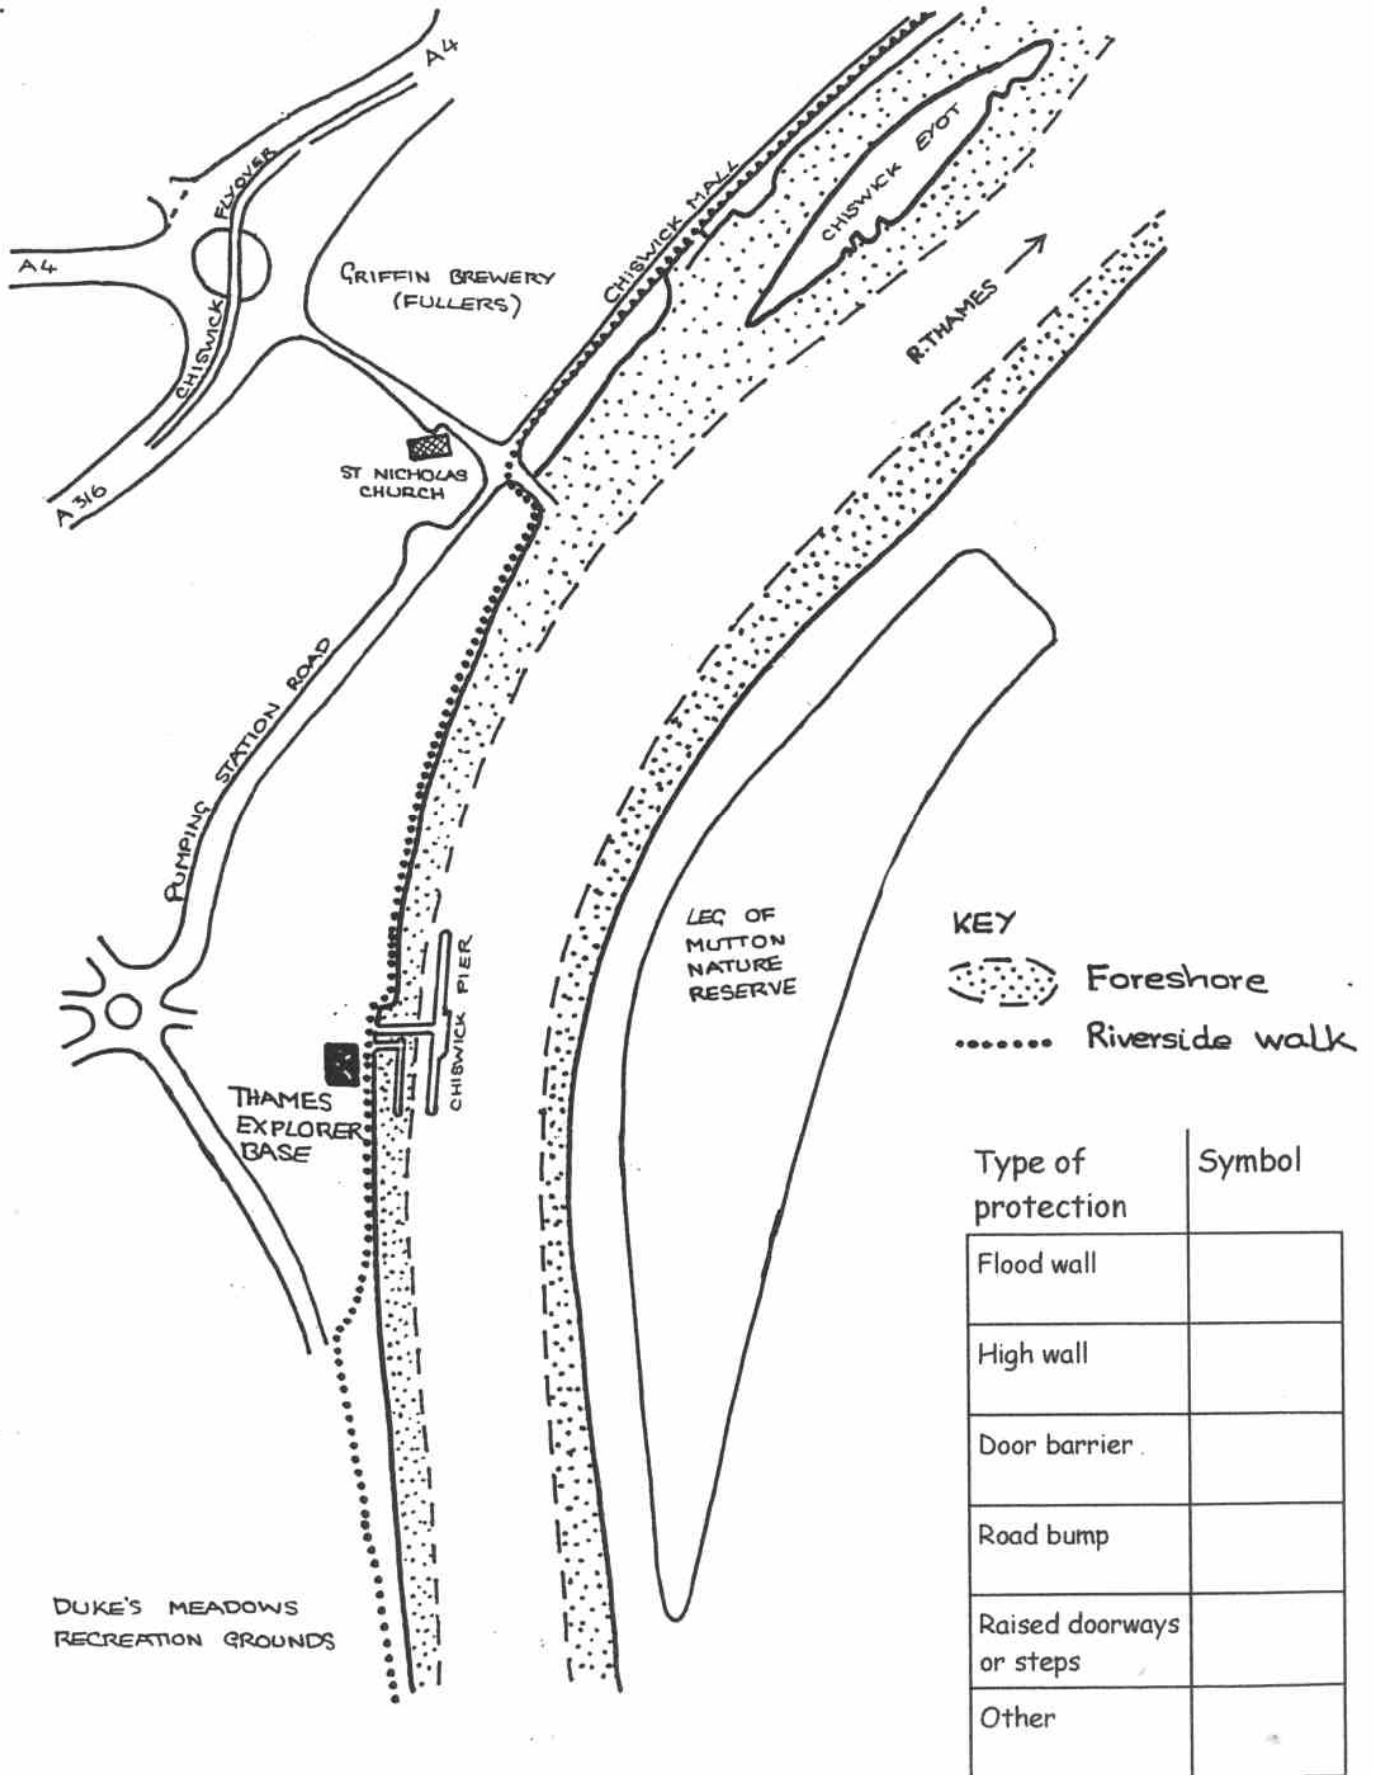 A4
FLYOVER
A4
CHISWICK
A 316
GRIFFIN BREWERY
(FULLERS)
CHISWICK MALL
CHISWICK EYOT
R.THAMES
ST NICHOLAS
CHURCH
PUMPING STATION ROAD
LEG OF
MUTTON
NATURE
RESERVE
CHISWICK PIER
THAMES
EXPLORER
BASE
DUKE'S MEADOWS
RECREATION GROUNDS
KEY
Foreshore
Riverside walk
Type of
protection
Symbol
Flood wall
High wall
Door barrier
Road bump
Raised doorways
or steps
Other